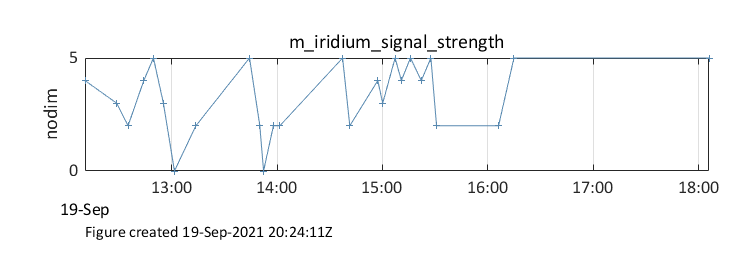 m_iridium_signal_strength
5
nodim
0
13:00 14:00 15:00 16:00 17:00 18:00
19-Sep
Figure created 19-Sep-2021 20:24:11Z